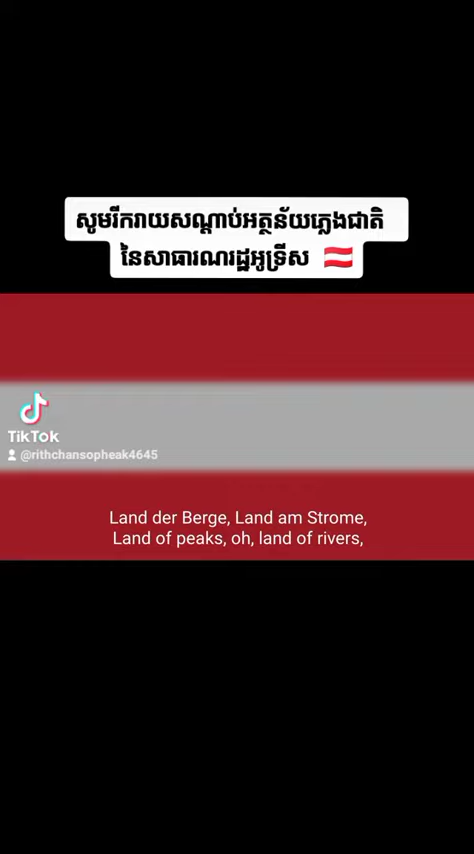 សូមរីករាយសណ្តាប់អត្ថន័យភ្លេងជាតិ
នៃសាធារណរដ្ឋអូទ្រីស 🇦🇹
TikTok
@rithchansopheak4645
Land der Berge, Land am Strome,
Land of peaks, oh, land of rivers,